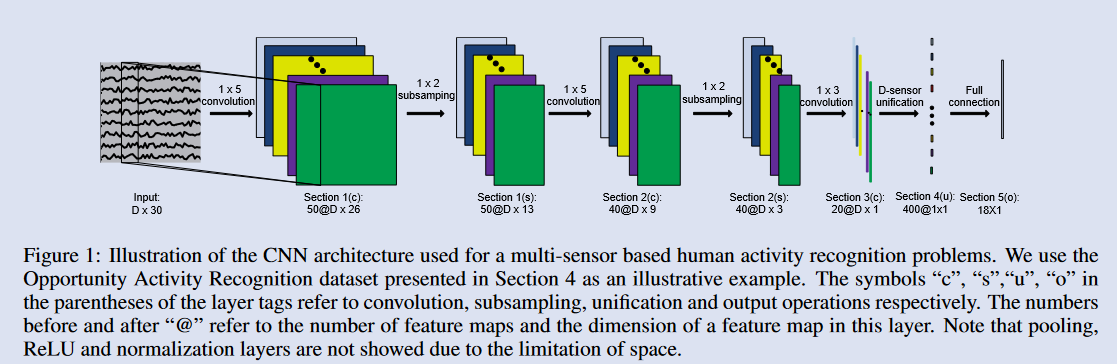 1 x 5
convolution
1 x 2
subsamping
1 x 5
convolution
1 x 2
subsamping
1 x 3
convolution
D-sensor
unification
Full
connection
Input:
D x 30
Section 1(c):
50@D x 26
Section 1(s):
50@D x 13
Section 2(c):
40@D x 9
Section 2(s):
40@D x 3
Section 3(c):
20@D x 1
Section 4(u):
400@1x1
Section 5(o):
18X1
Figure 1: Illustration of the CNN architecture used for a multi-sensor based human activity recognition problems. We use the
Opportunity Activity Recognition dataset presented in Section 4 as an illustrative example. The symbols “c”, “s”,“u”, “o” in
the parentheses of the layer tags refer to convolution, subsampling, unification and output operations respectively. The numbers
before and after “@” refer to the number of feature maps and the dimension of a feature map in this layer. Note that pooling,
ReLU and normalization layers are not showed due to the limitation of space.